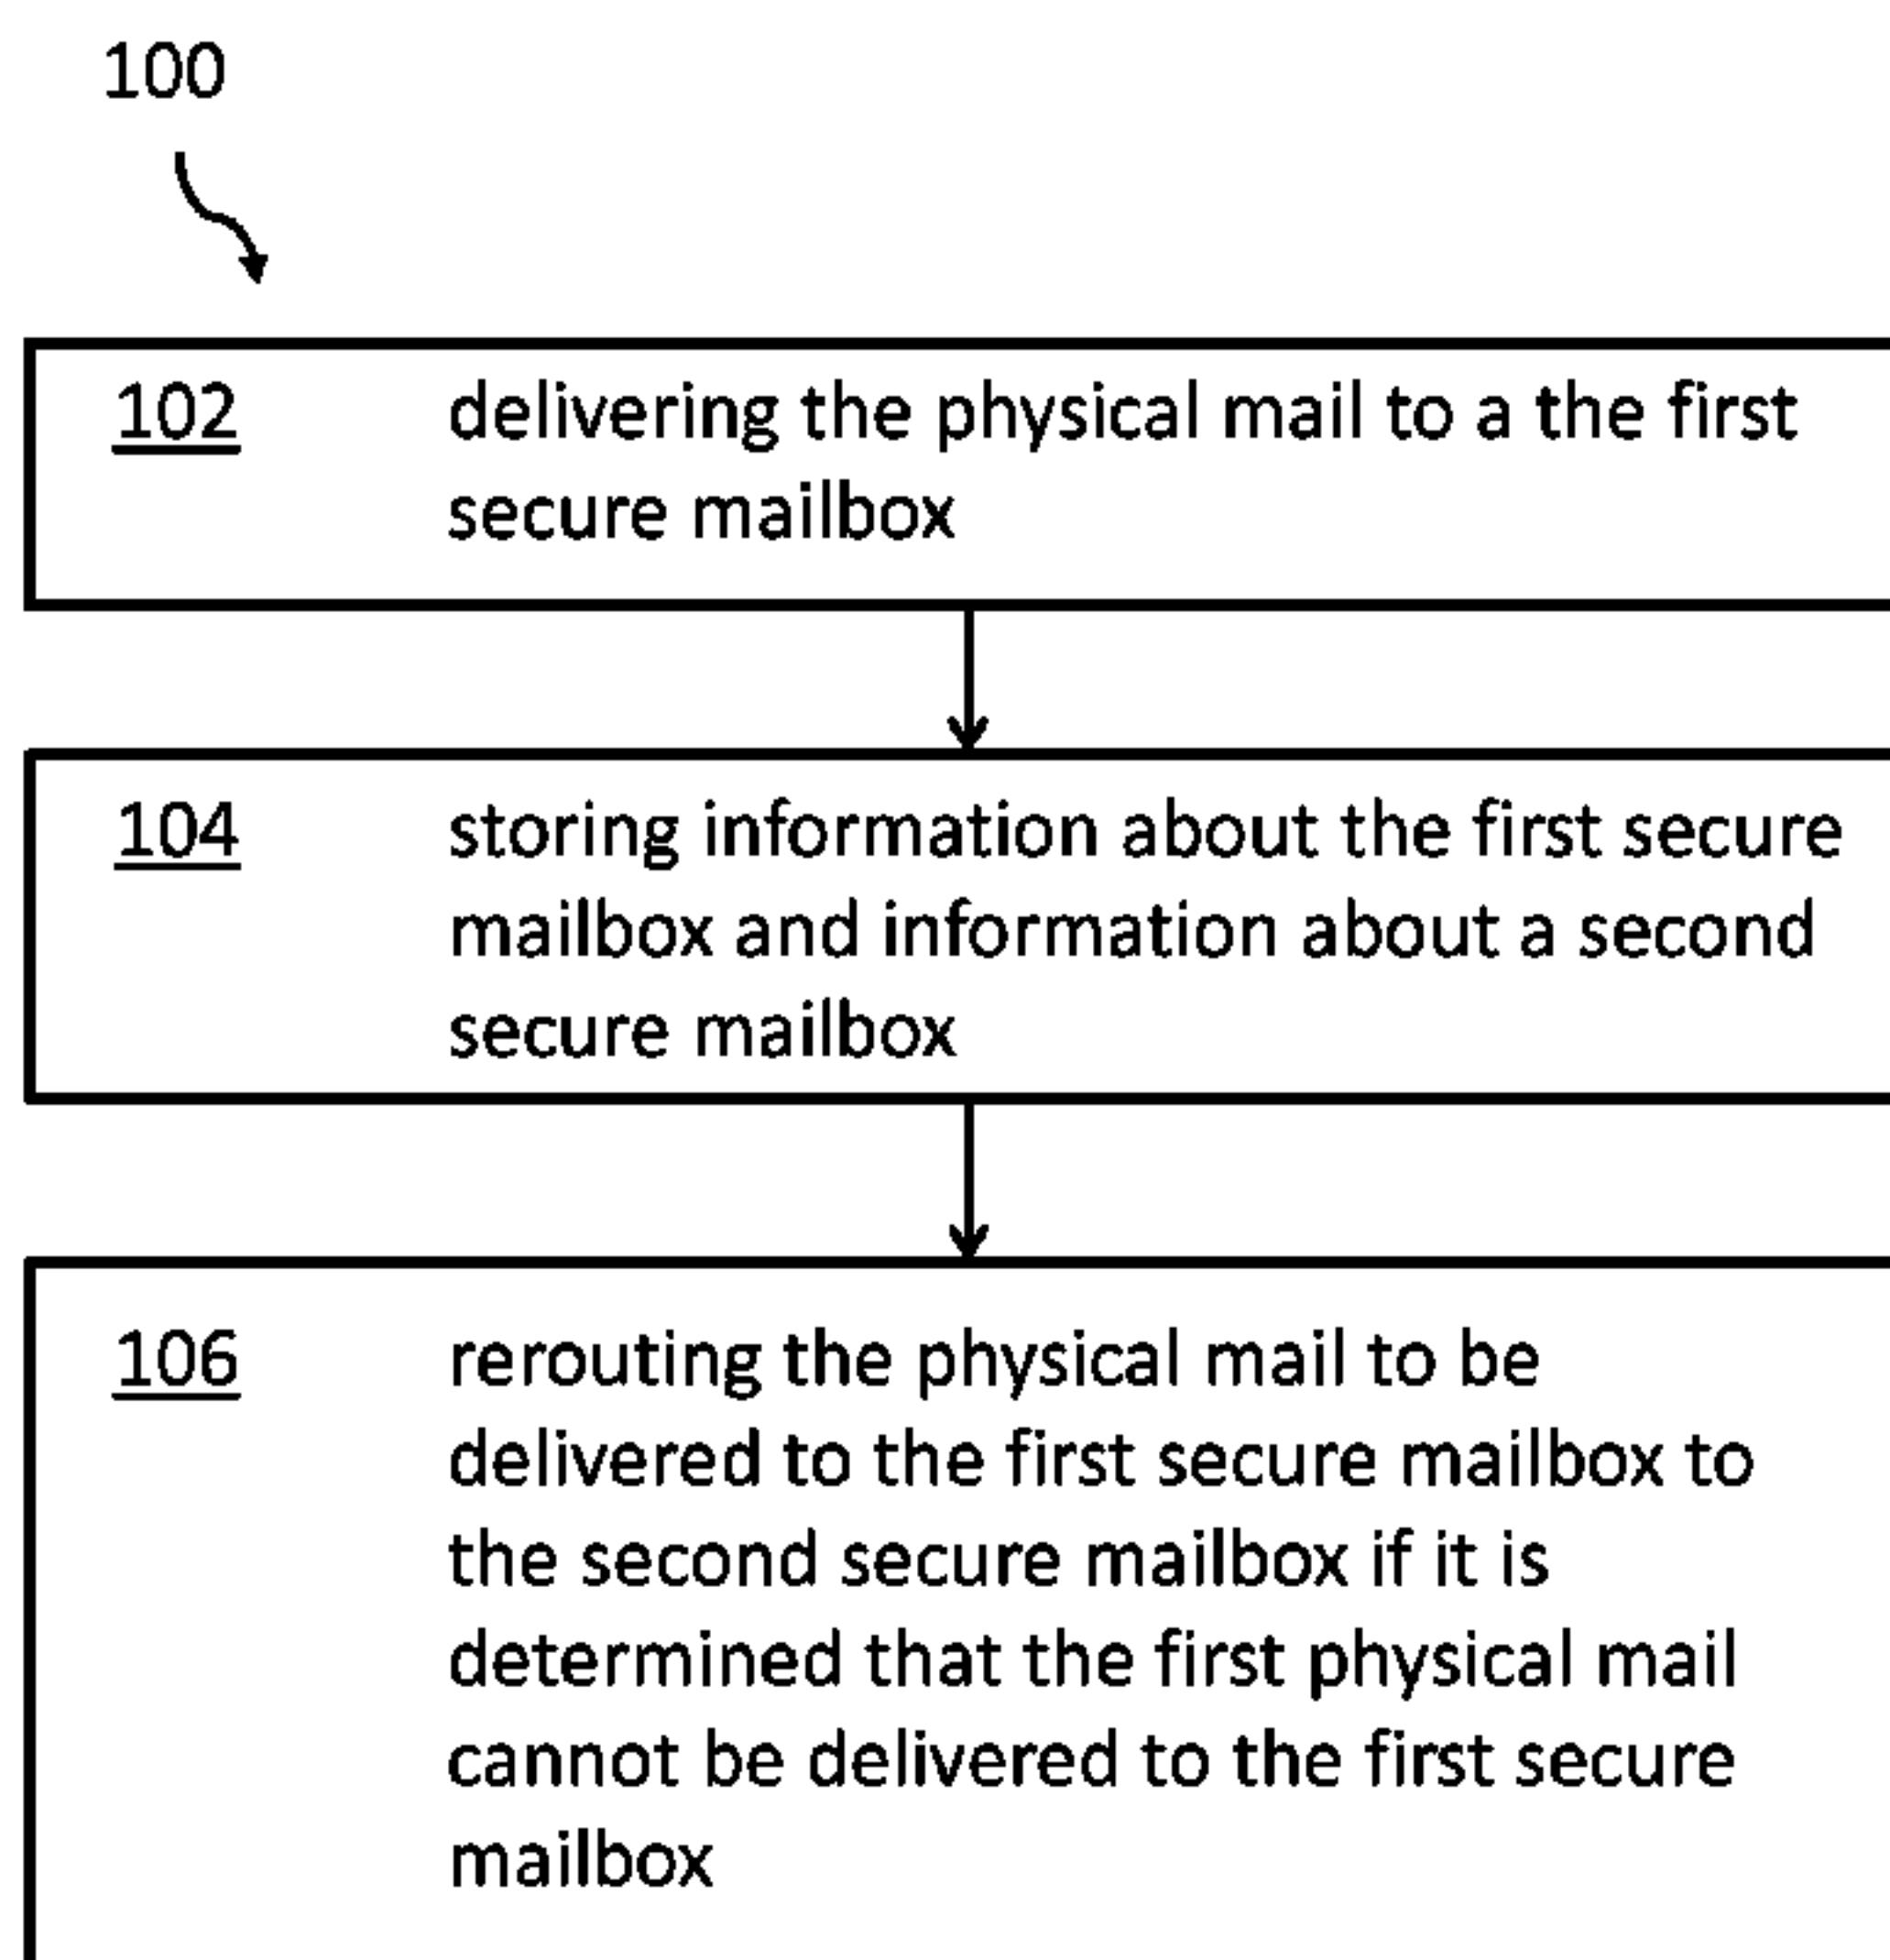 100
102 delivering the physical mail to a the first
secure mailbox
104 storing information about the first secure
mailbox and information about a second
secure mailbox
106 rerouting the physical mail to be
delivered to the first secure mailbox to
the second secure mailbox if it is
determined that the first physical mail
cannot be delivered to the first secure
mailbox